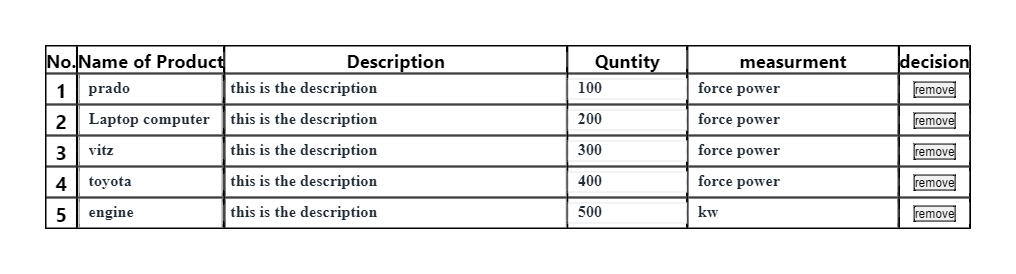 No. Name of Product Description Quntity measurment decision
1 prado this is the description 100 force power remove
2 Laptop computer this is the description 200 force power remove
3 vitz this is the description 300 force power remove
4 toyota this is the description 400 force power remove
5 engine this is the description 500 kw remove